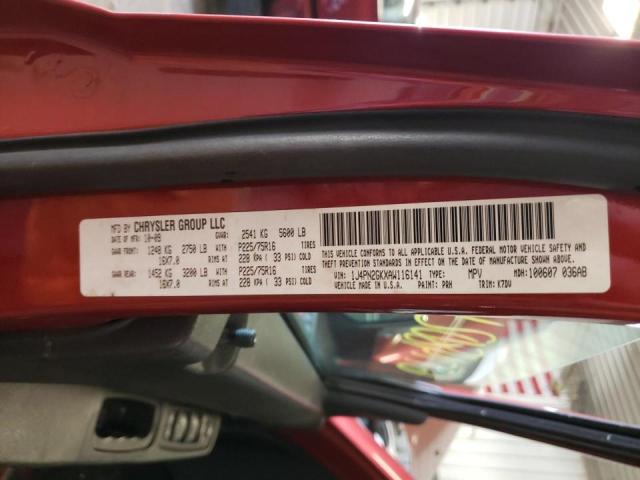 MFD BY CHRYSLER GROUP LLC
DATE OF MFR 10-09 GVWR: 2541 KG 5600 LB
GAWR FRONT: 1248 KG 2750 LB P225/75R16 TIRES
16X7.0 RIMS AT 228 KPA ( 33 PSI) COLD
GAWR REAR: 1452 KG 3200 LB P225/75R16 TIRES
16X7.0 RIMS AT 228 KPA ( 33 PSI) COLD
THIS VEHICLE CONFORMS TO ALL APPLICABLE U.S.A. FEDERAL MOTOR VEHICLE SAFETY AND
THEFT PREVENTION STANDARDS IN EFFECT ON THE DATE OF MANUFACTURE SHOWN ABOVE.
VIN: 1J4PN2GKXAW116141 TYPE: MPV MDH:100607 036AB
VEHICLE MADE IN U.S.A. PAINT: PRH TRIM: K7DV